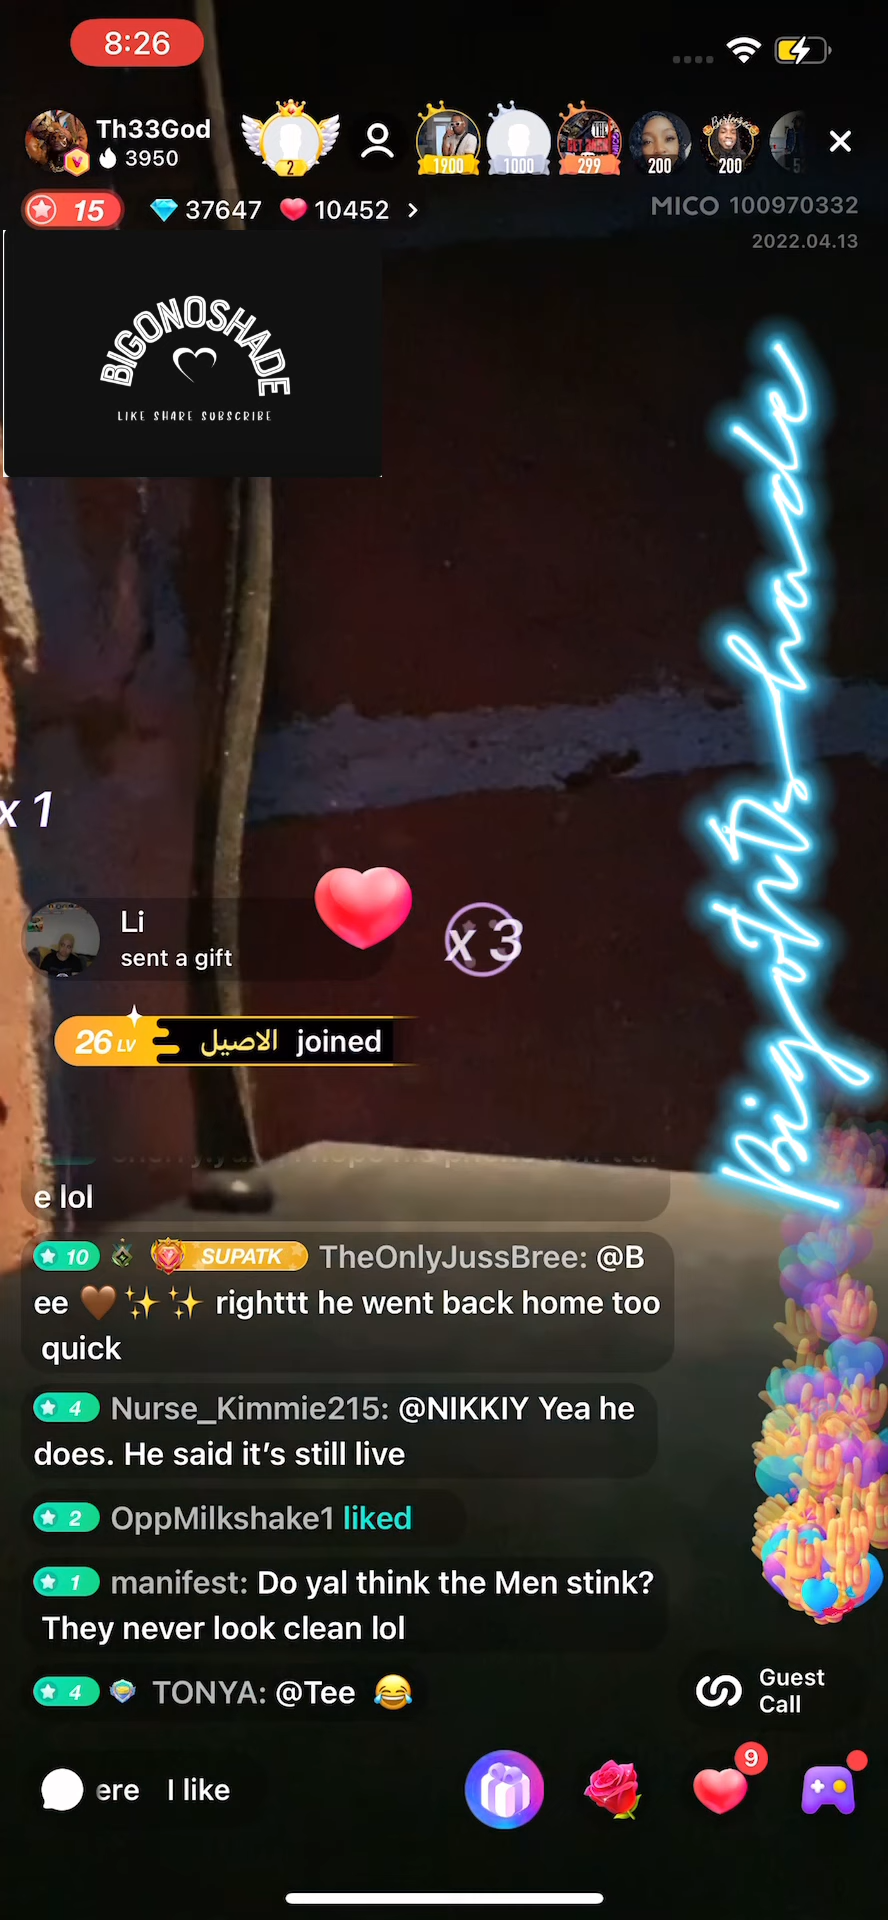 8:26
Th33God
3950
2
1900
1000
299
200
200
15
37647
10452
MICO 100970332
2022.04.13
BIGONOSHADE
LIKE SHARE SUBSCRIBE
x 1
Li
sent a gift
x 3
26 LV الاصيل joined
e lol
10 SUPATK TheOnlyJussBree: @B
ee 🤎✨✨ righttt he went back home too
quick
4 Nurse_Kimmie215: @NIKKIY Yea he
does. He said it’s still live
2 OppMilkshake1 liked
1 manifest: Do yal think the Men stink?
They never look clean lol
4 TONYA: @Tee 😂
Guest
Call
ere I like
9